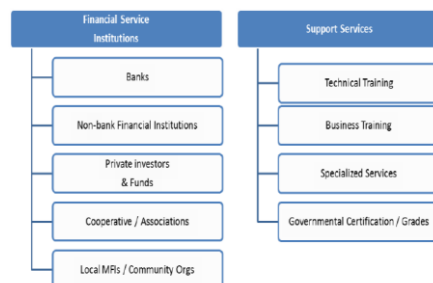 Financial Service
Institutions
Banks
Non-bank Financial Institutions
Private investors
& Funds
Cooperative / Associations
Local MFIs / Community Orgs
Support Services
Technical Training
Business Training
Specialized Services
Governmental Certification / Grades